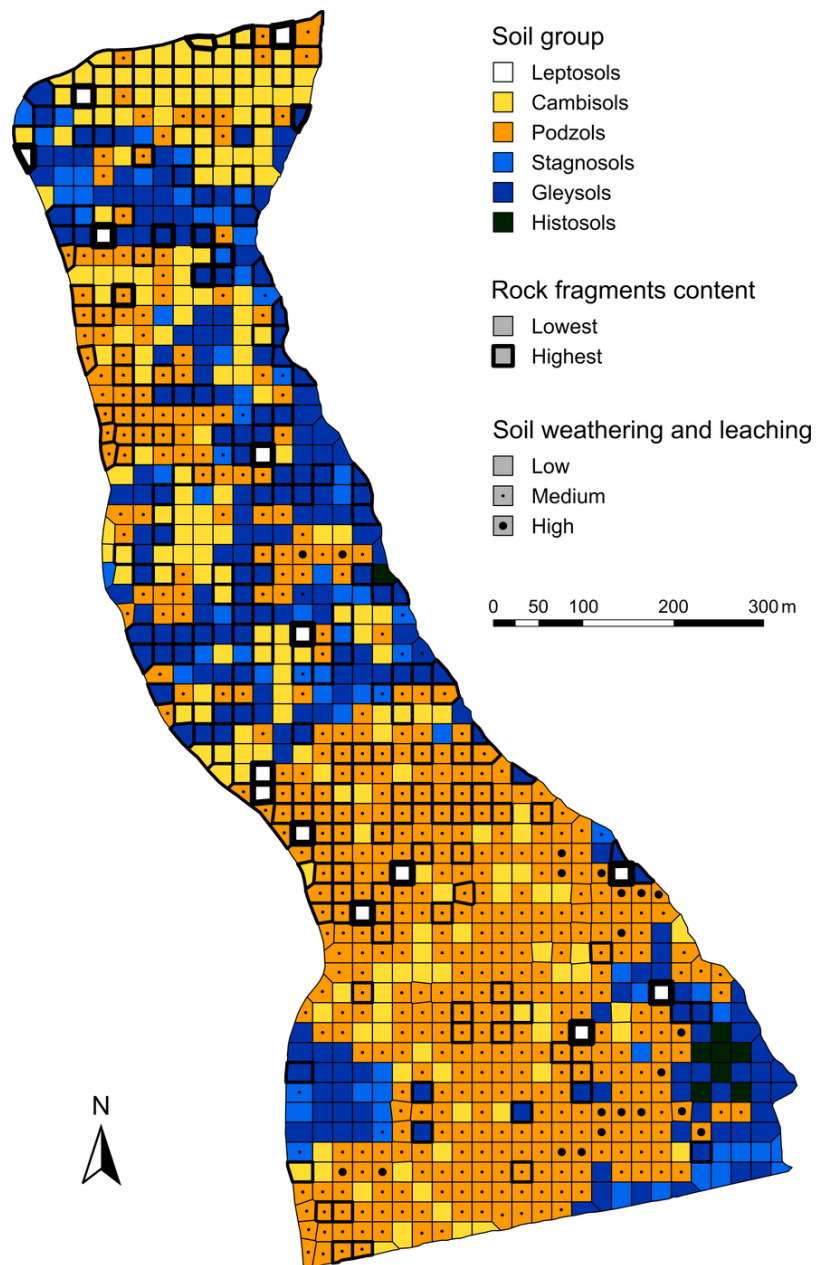 Soil group
Leptosols
Cambisols
Podzols
Stagnosols
Gleysols
Histosols
Rock fragments content
Lowest
Highest
Soil weathering and leaching
Low
Medium
High
0 50 100 200 300 m
N